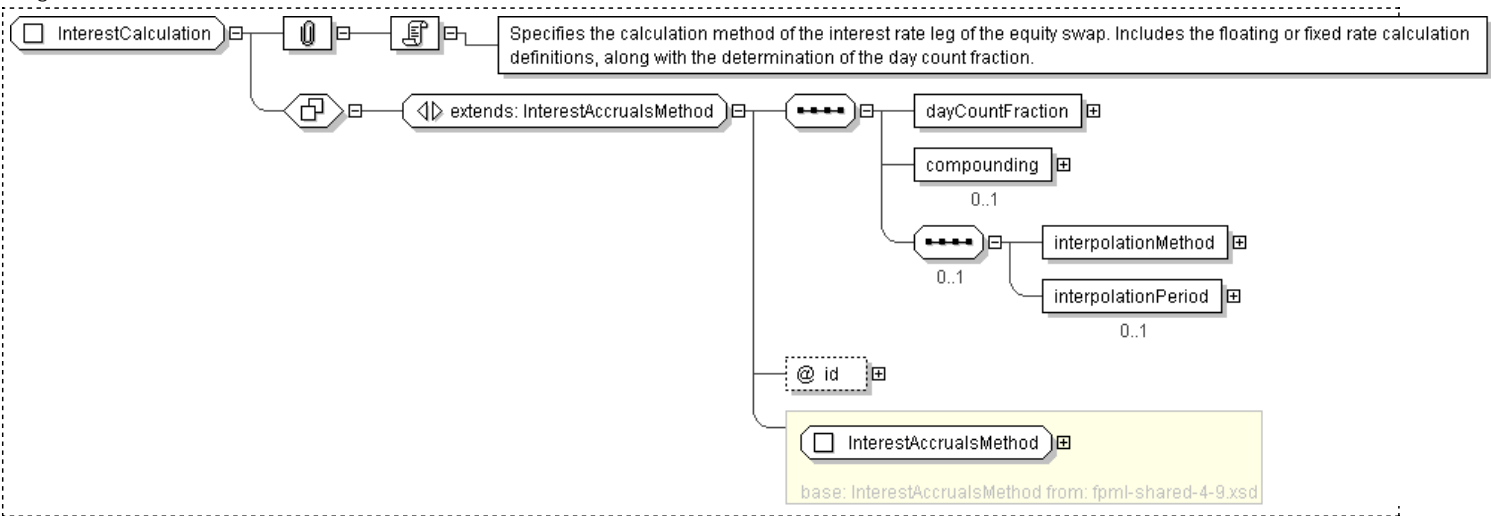 InterestCalculation
Specifies the calculation method of the interest rate leg of the equity swap. Includes the floating or fixed rate calculation
definitions, along with the determination of the day count fraction.
extends: InterestAccrualsMethod
dayCountFraction
compounding
0..1
interpolationMethod
0..1
interpolationPeriod
0..1
@ id
InterestAccrualsMethod
base: InterestAccrualsMethod from: fpml-shared-4-9.xsd